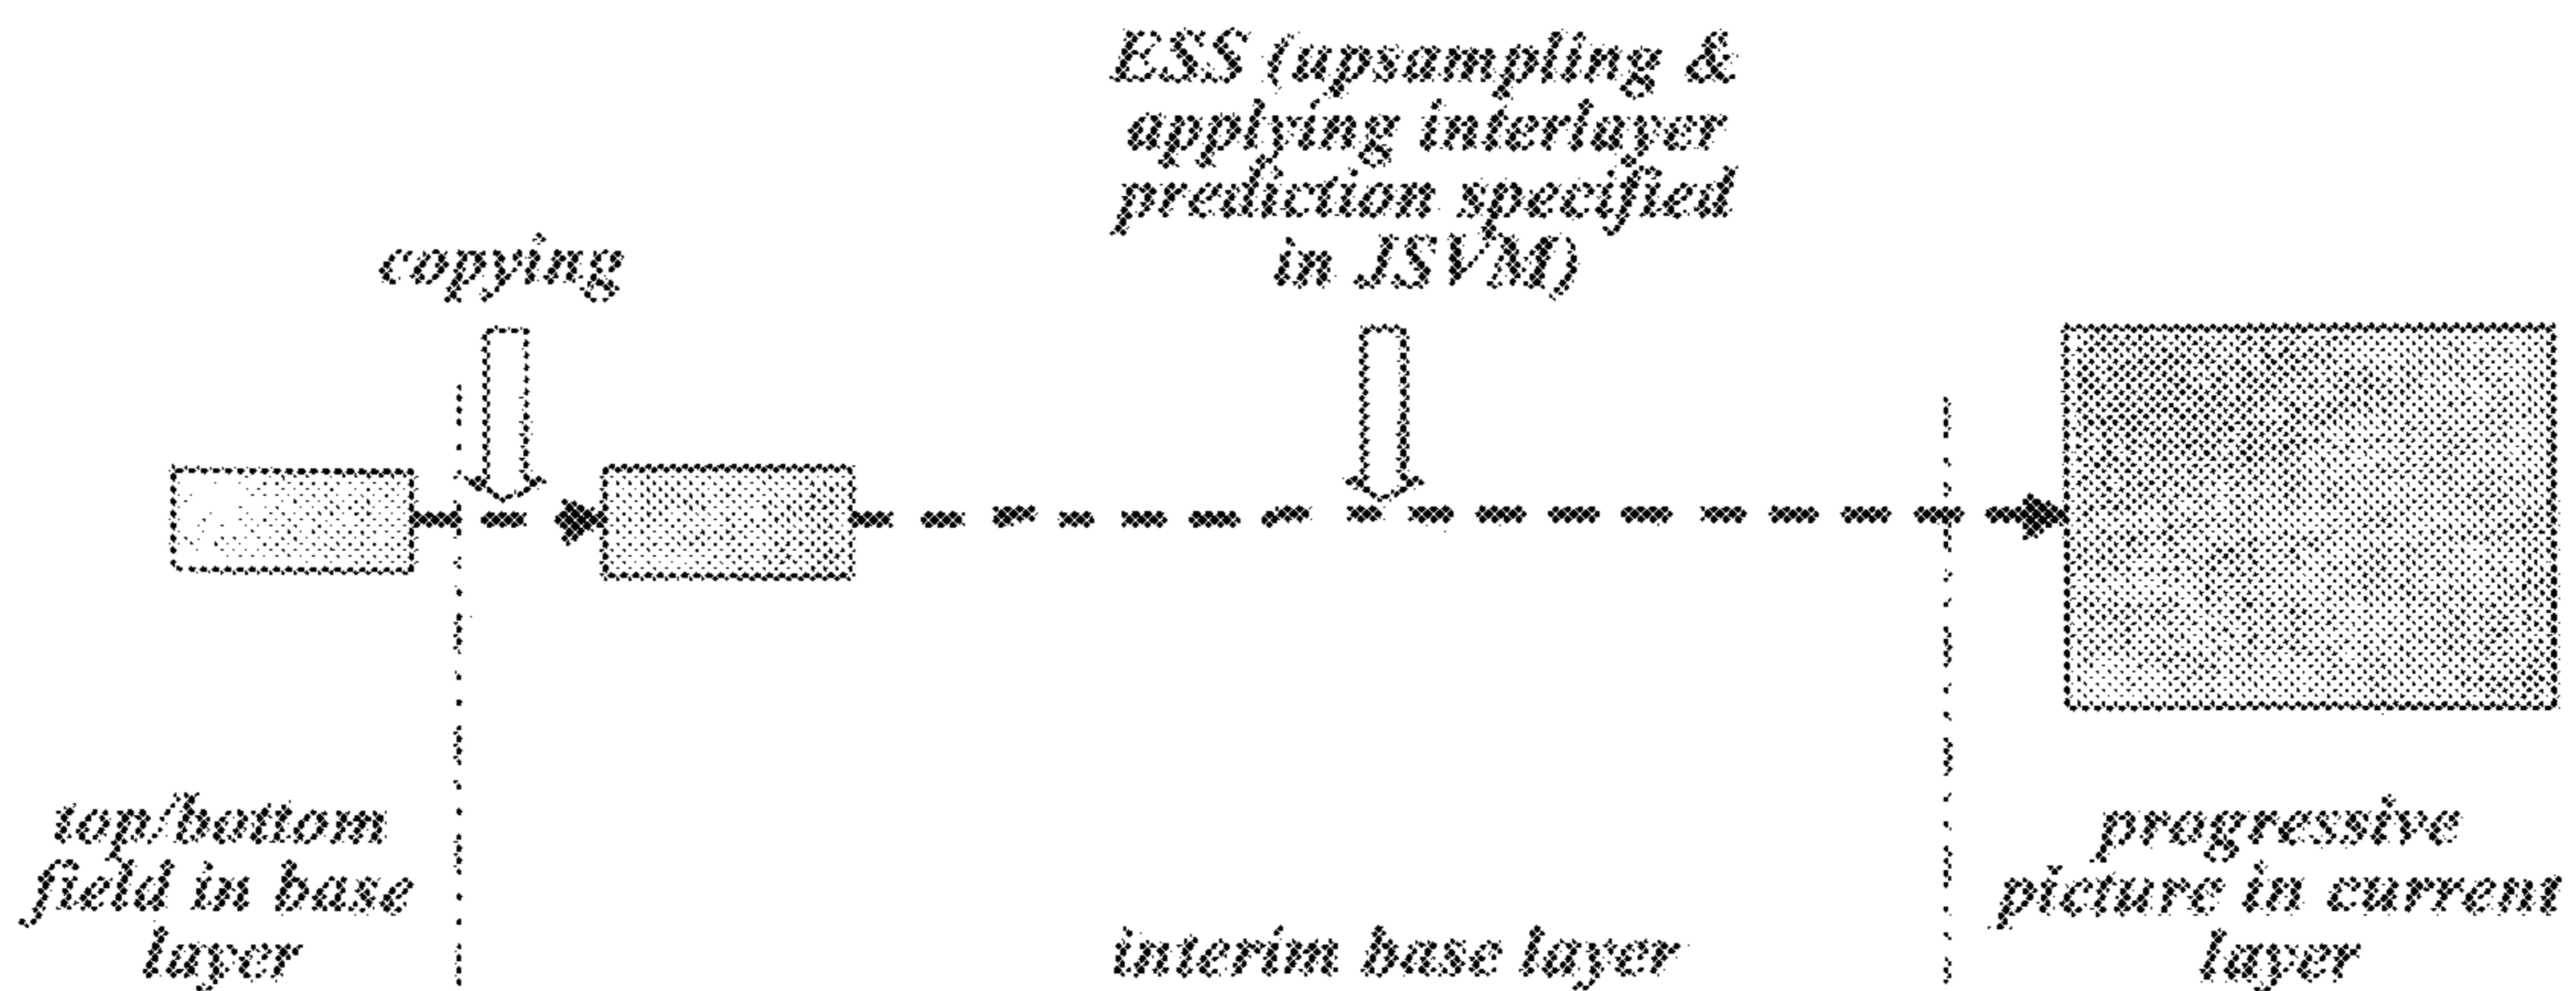 ESS (upsampling &
applying interlayer
prediction specified
in JSVM)
copying
top/bottom
field in base
layer
interim base layer
progressive
picture in current
layer